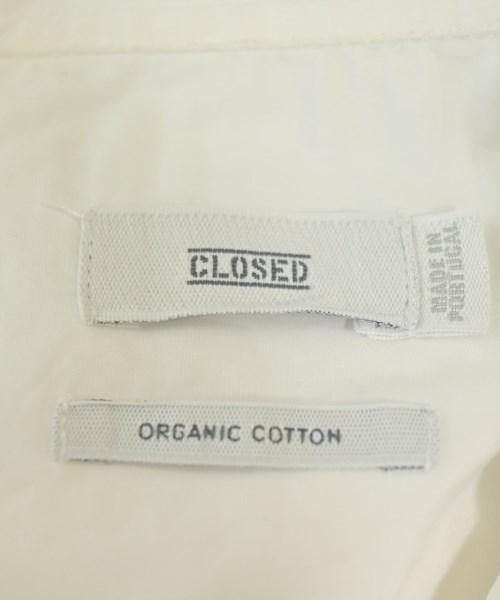 CLOSED
MADE IN
PORTUGAL
ORGANIC COTTON